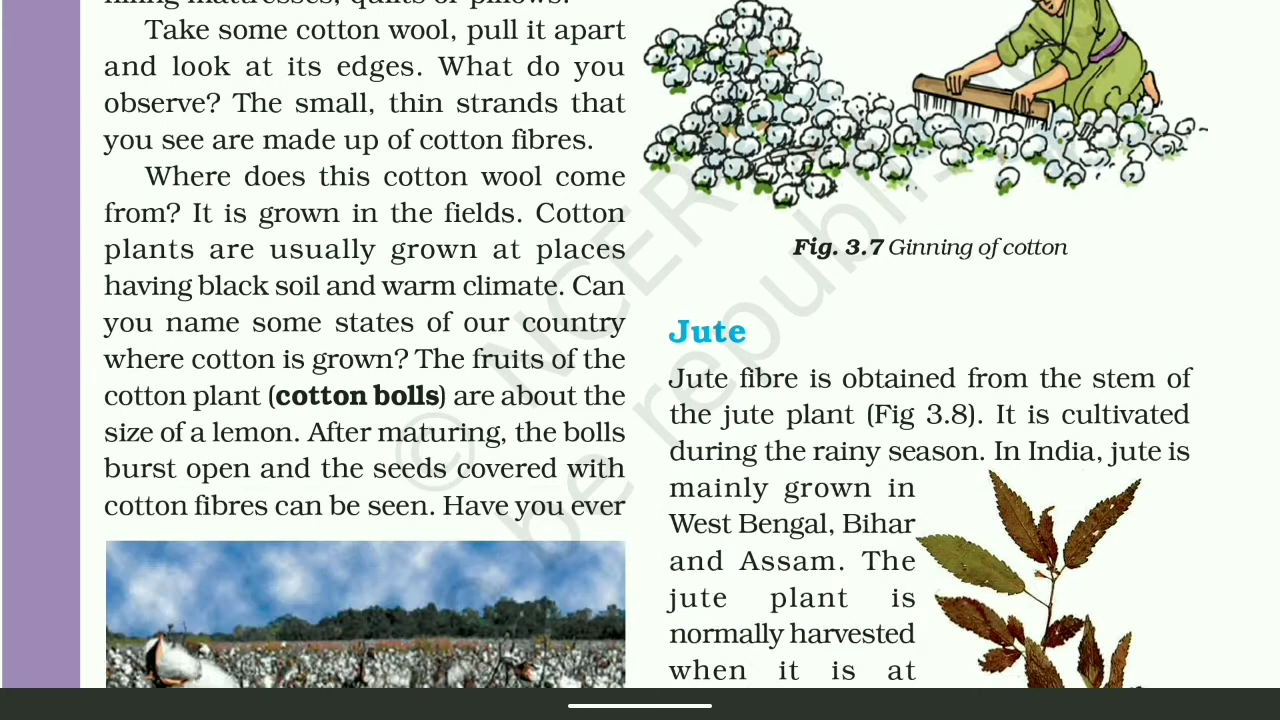 Take some cotton wool, pull it apart
and look at its edges. What do you
observe? The small, thin strands that
you see are made up of cotton fibres.
Where does this cotton wool come
from? It is grown in the fields. Cotton
plants are usually grown at places
having black soil and warm climate. Can
you name some states of our country
where cotton is grown? The fruits of the
cotton plant (cotton bolls) are about the
size of a lemon. After maturing, the bolls
burst open and the seeds covered with
cotton fibres can be seen. Have you ever
Fig. 3.7 Ginning of cotton
Jute
Jute fibre is obtained from the stem of
the jute plant (Fig 3.8). It is cultivated
during the rainy season. In India, jute is
mainly grown in
West Bengal, Bihar
and Assam. The
jute plant is
normally harvested
when it is at